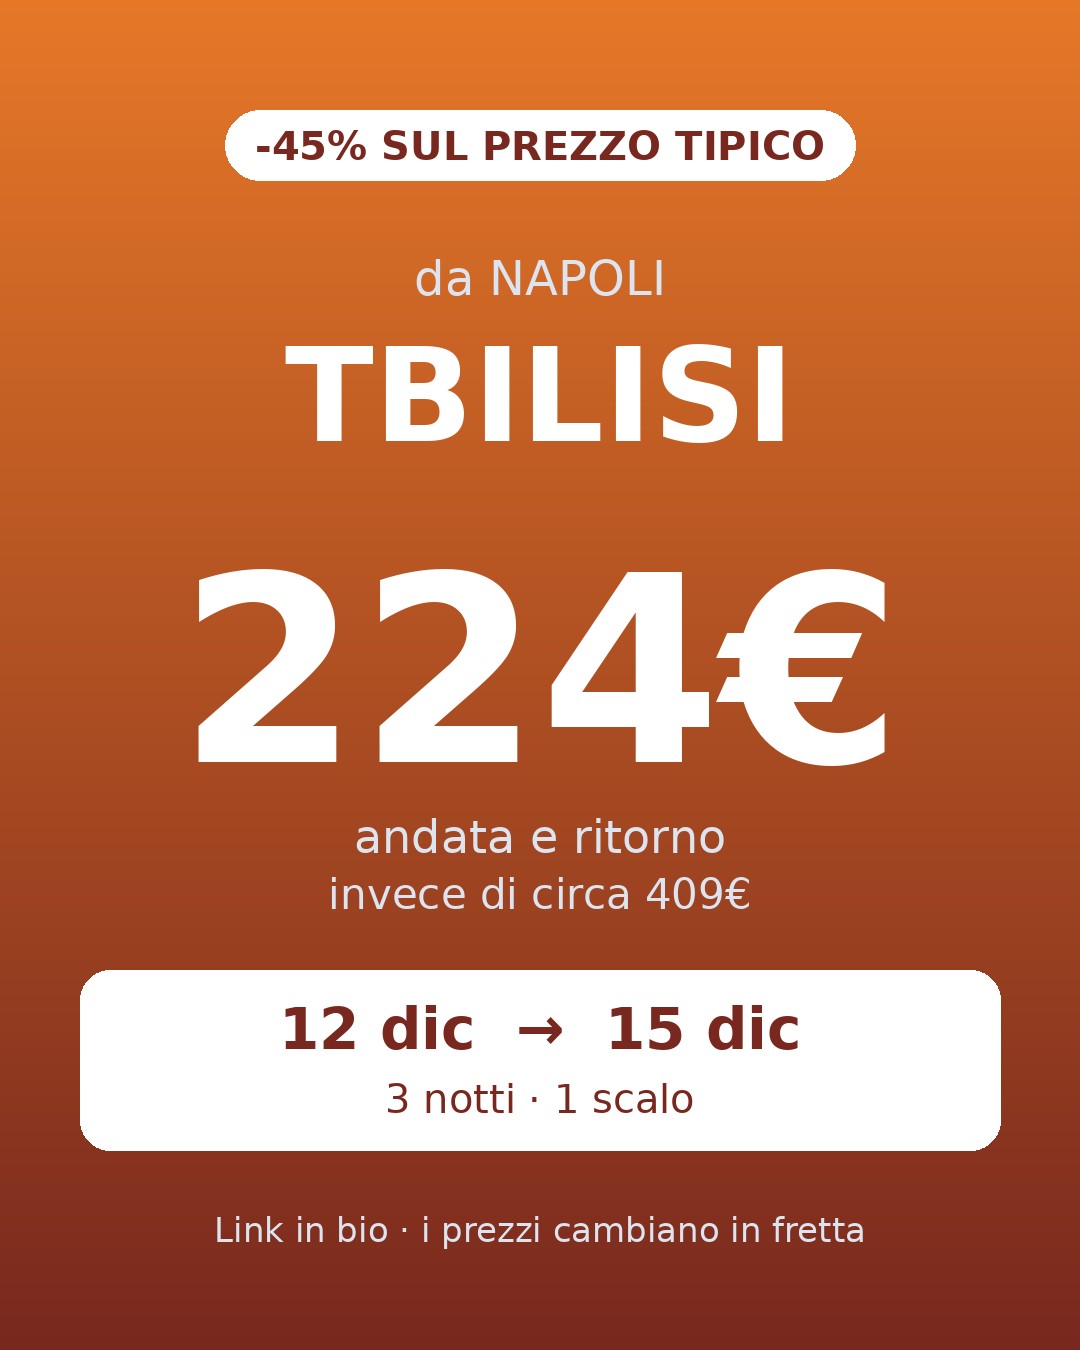 -45% SUL PREZZO TIPICO
da NAPOLI
TBILISI
224€
andata e ritorno
invece di circa 409€
12 dic → 15 dic
3 notti · 1 scalo
Link in bio · i prezzi cambiano in fretta